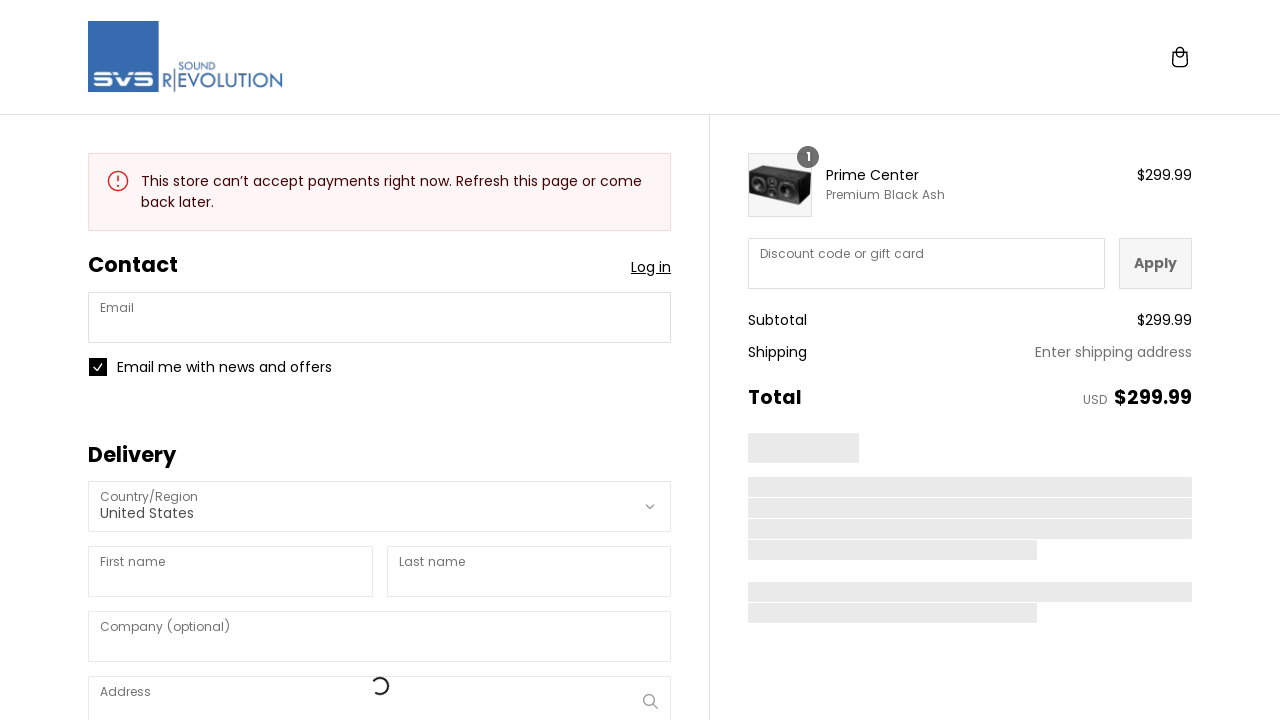 SVS SOUND
R|EVOLUTION
This store can’t accept payments right now. Refresh this page or come
back later.
Contact
Log in
Email
Email me with news and offers
Delivery
Country/Region
United States
First name
Last name
Company (optional)
Address
1
Prime Center
$299.99
Premium Black Ash
Discount code or gift card
Apply
Subtotal
$299.99
Shipping
Enter shipping address
Total
USD $299.99